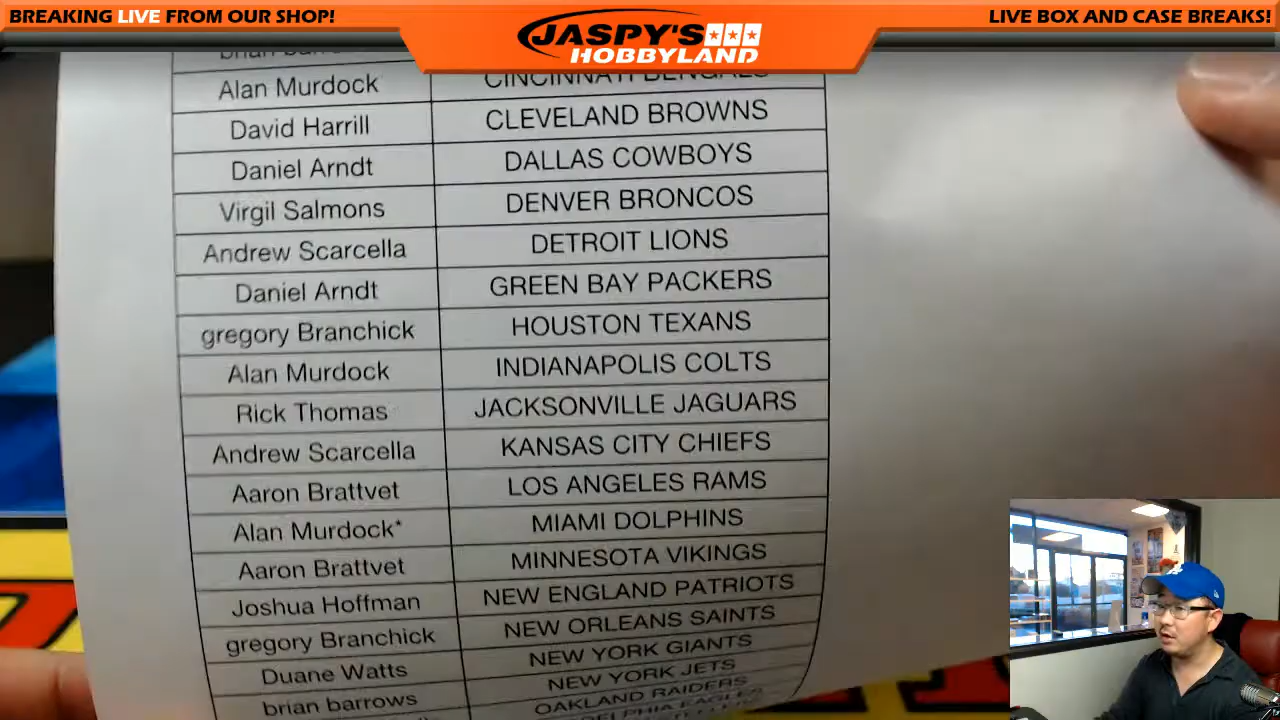 BREAKING LIVE FROM OUR SHOP!
JASPY'S
HOBBYLAND
LIVE BOX AND CASE BREAKS!
brian
Alan Murdock CINCINNATI BENGALS
David Harrill CLEVELAND BROWNS
Daniel Arndt DALLAS COWBOYS
Virgil Salmons DENVER BRONCOS
Andrew Scarcella DETROIT LIONS
Daniel Arndt GREEN BAY PACKERS
gregory Branchick HOUSTON TEXANS
Alan Murdock INDIANAPOLIS COLTS
Rick Thomas JACKSONVILLE JAGUARS
Andrew Scarcella KANSAS CITY CHIEFS
Aaron Brattvet LOS ANGELES RAMS
Alan Murdock* MIAMI DOLPHINS
Aaron Brattvet MINNESOTA VIKINGS
Joshua Hoffman NEW ENGLAND PATRIOTS
gregory Branchick NEW ORLEANS SAINTS
Duane Watts NEW YORK GIANTS
brian barrows NEW YORK JETS
OAKLAND RAIDERS
EAGLES